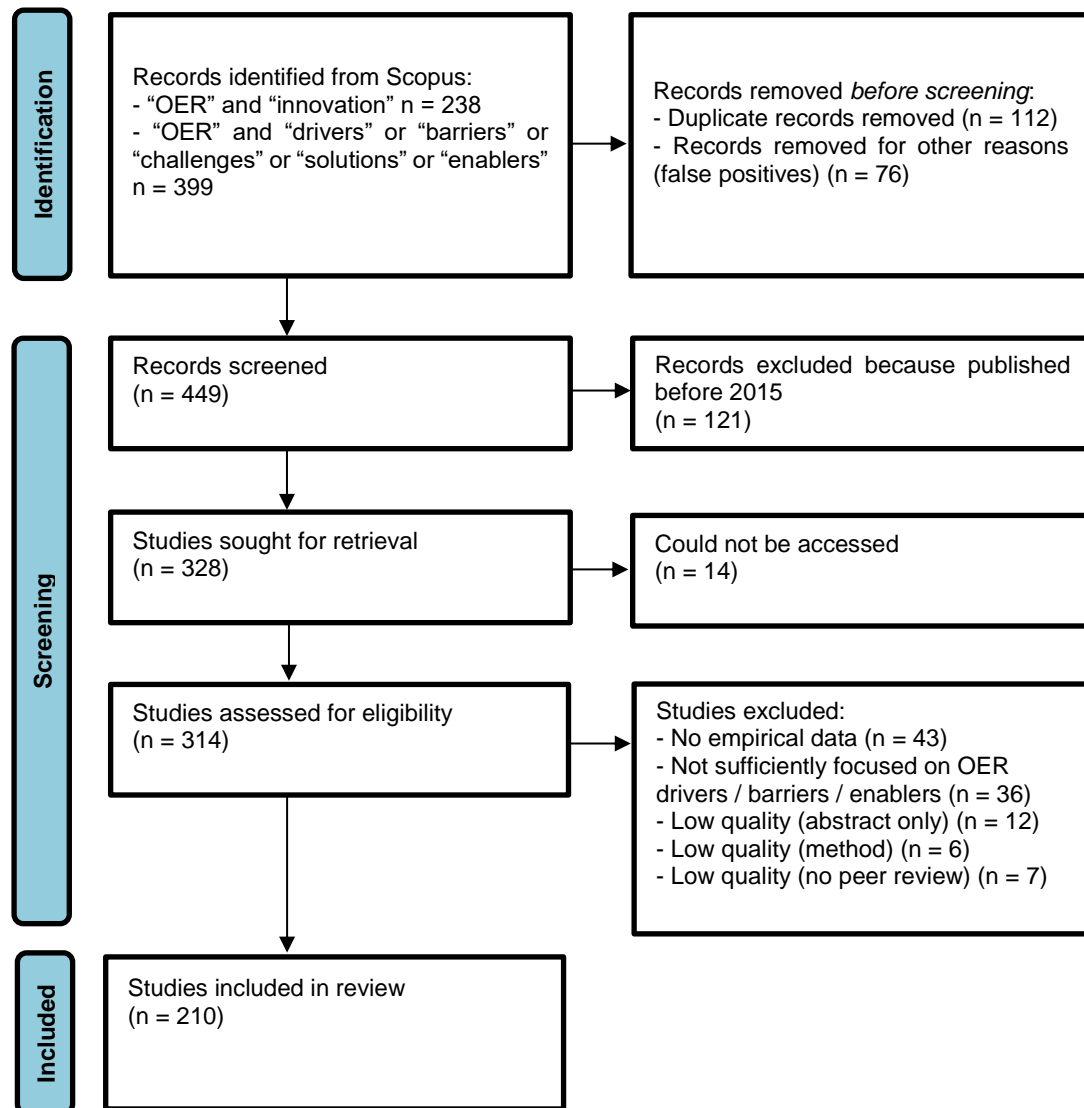 Identification
Records identified from Scopus:
- “OER” and “innovation” n = 238
- “OER” and “drivers” or “barriers” or
“challenges” or “solutions” or “enablers”
n = 399
Records removed before screening:
- Duplicate records removed (n = 112)
- Records removed for other reasons
(false positives) (n = 76)
Screening
Records screened
(n = 449)
Records excluded because published
before 2015
(n = 121)
Studies sought for retrieval
(n = 328)
Could not be accessed
(n = 14)
Studies assessed for eligibility
(n = 314)
Studies excluded:
- No empirical data (n = 43)
- Not sufficiently focused on OER
drivers / barriers / enablers (n = 36)
- Low quality (abstract only) (n = 12)
- Low quality (method) (n = 6)
- Low quality (no peer review) (n = 7)
Included
Studies included in review
(n = 210)